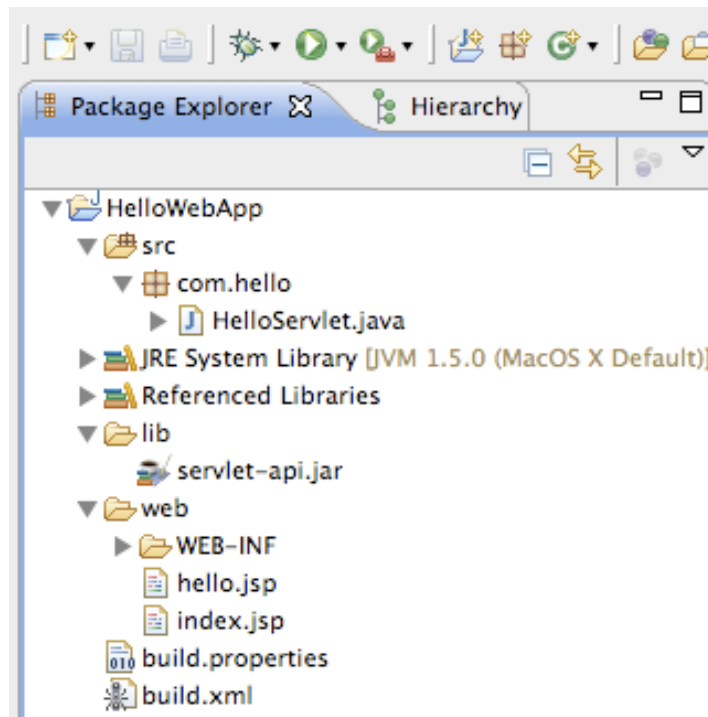 Package Explorer Hierarchy
HelloWebApp
src
com.hello
HelloServlet.java
JRE System Library [JVM 1.5.0 (MacOS X Default)]
Referenced Libraries
lib
servlet-api.jar
web
WEB-INF
hello.jsp
index.jsp
build.properties
build.xml